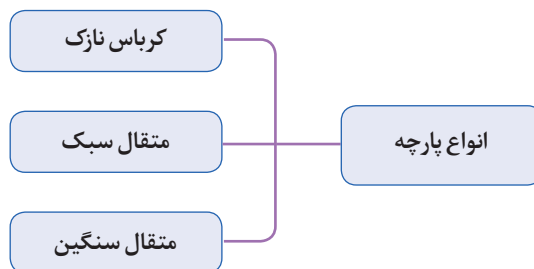 انواع پارچه
کرباس نازک
متقال سبک
متقال سنگین